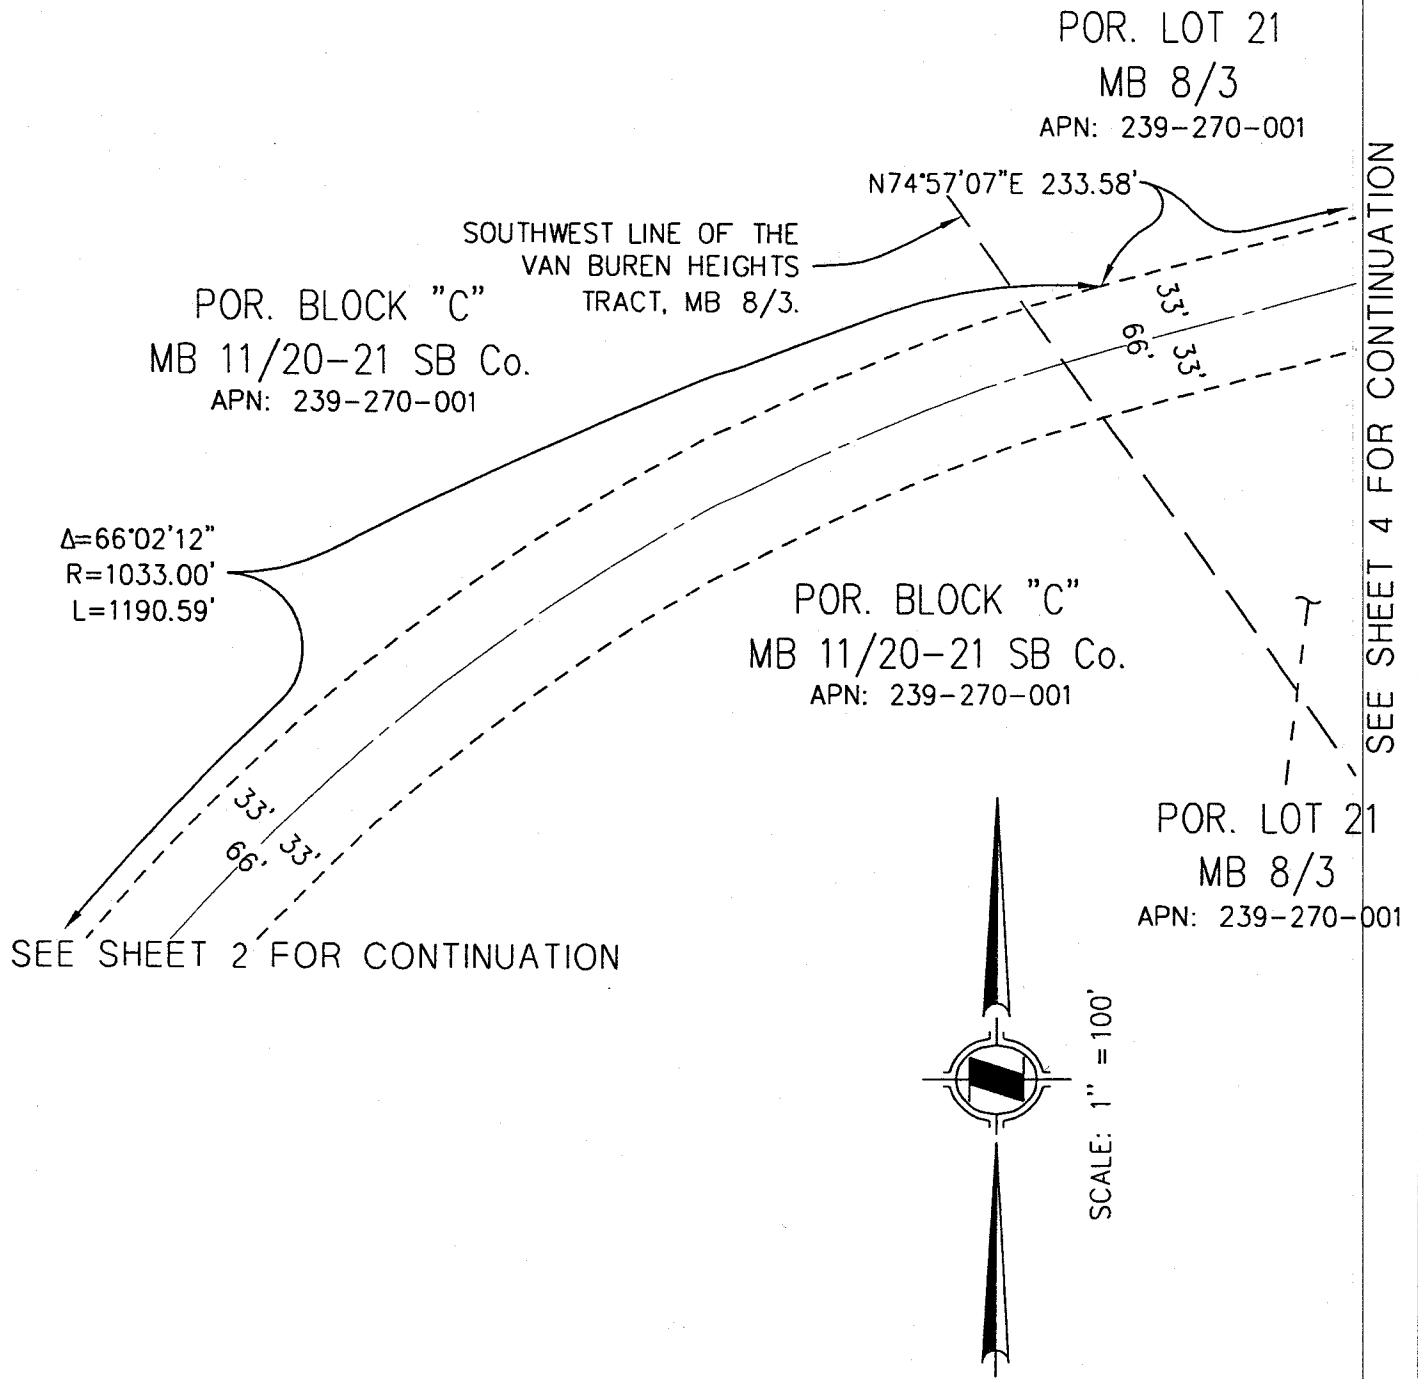 POR. LOT 21
MB 8/3
APN: 239-270-001
N74°57'07"E 233.58'
SOUTHWEST LINE OF THE
VAN BUREN HEIGHTS
TRACT, MB 8/3.
POR. BLOCK "C"
MB 11/20-21 SB Co.
APN: 239-270-001
33'
66'
33'
SEE SHEET 4 FOR CONTINUATION
Δ=66°02'12"
R=1033.00'
L=1190.59'
POR. BLOCK "C"
MB 11/20-21 SB Co.
APN: 239-270-001
33'
66'
33'
POR. LOT 21
MB 8/3
APN: 239-270-001
SEE SHEET 2 FOR CONTINUATION
N
SCALE: 1" = 100'